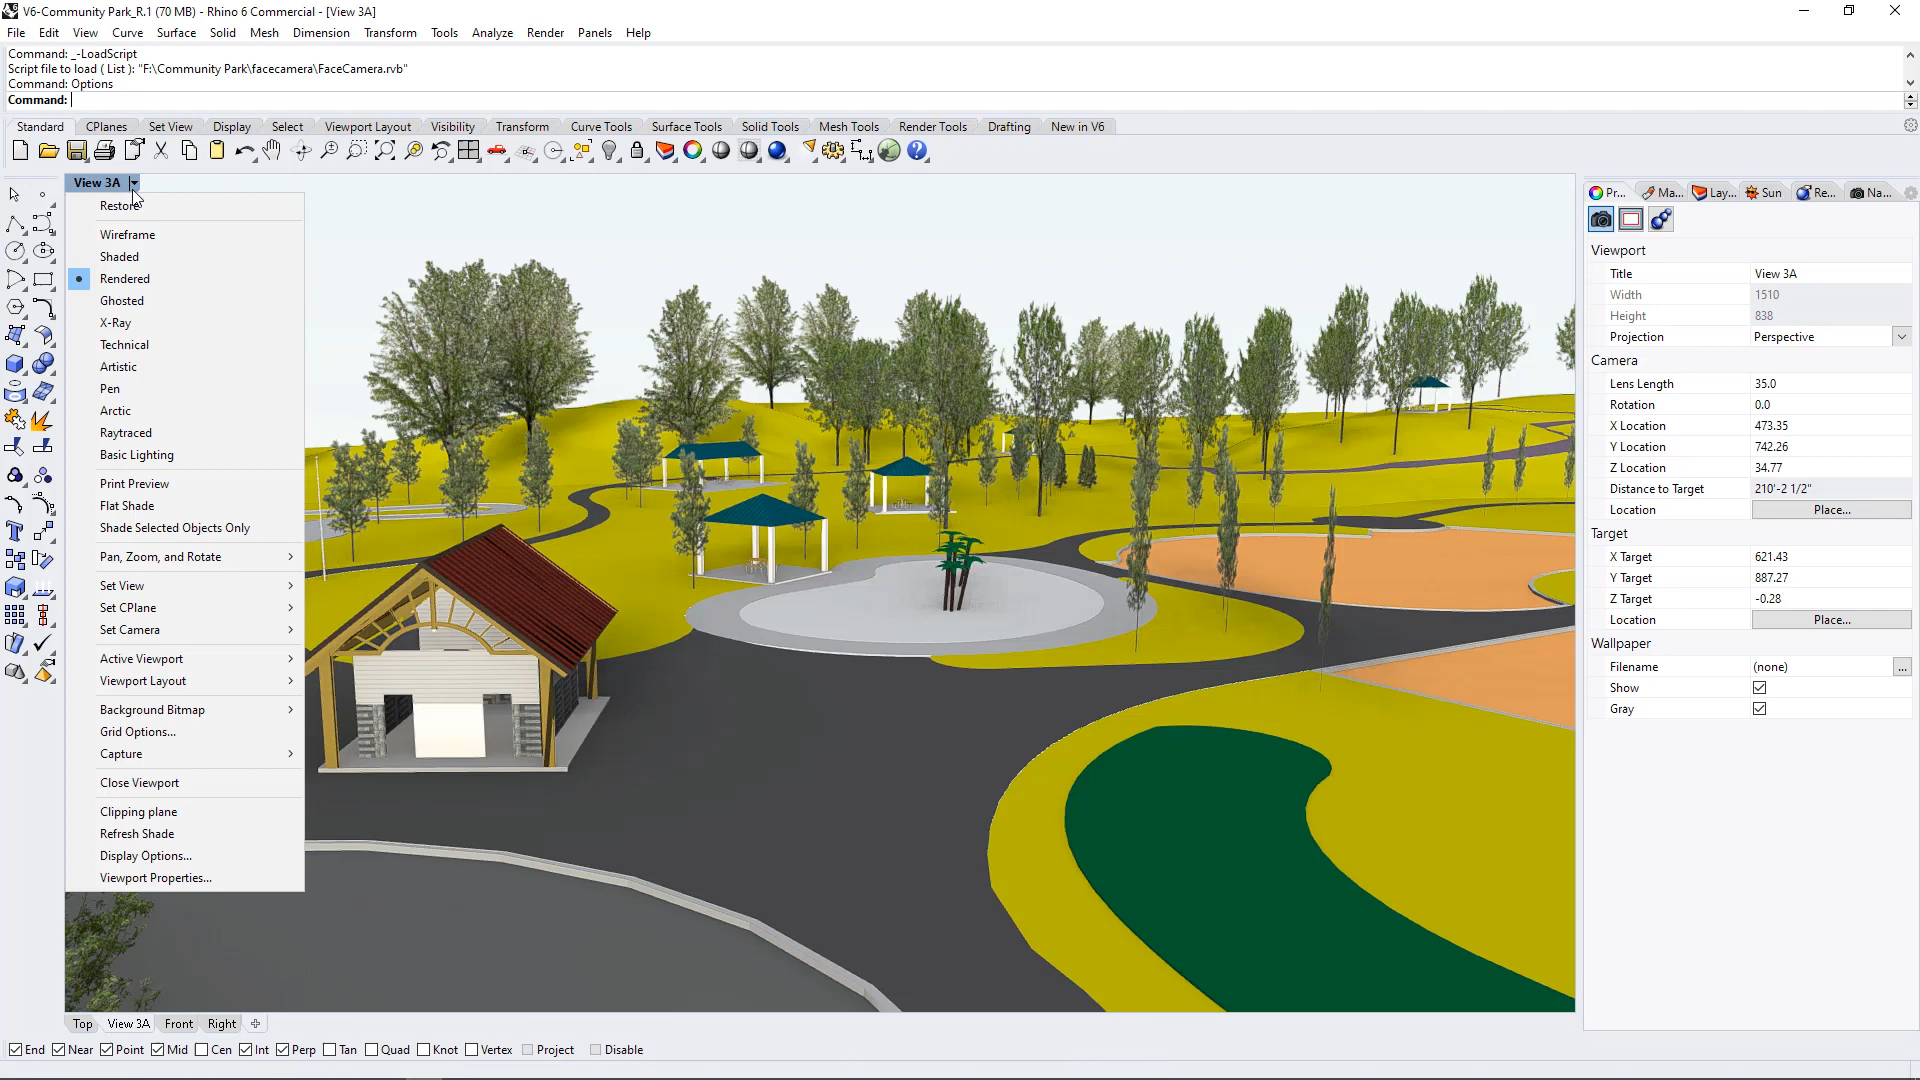 V6-Community Park_R.1 (70 MB) - Rhino 6 Commercial - [View 3A]
File Edit View Curve Surface Solid Mesh Dimension Transform Tools Analyze Render Panels Help
Command: _-LoadScript
Script file to load ( List ): "F:\Community Park\facecamera\FaceCamera.rvb"
Command: Options
Command:
Standard CPlanes Set View Display Select Viewport Layout Visibility Transform Curve Tools Surface Tools Solid Tools Mesh Tools Render Tools Drafting New in V6
View 3A
Restore
Wireframe
Shaded
Rendered
Ghosted
X-Ray
Technical
Artistic
Pen
Arctic
Raytraced
Basic Lighting
Print Preview
Flat Shade
Shade Selected Objects Only
Pan, Zoom, and Rotate
Set View
Set CPlane
Set Camera
Active Viewport
Viewport Layout
Background Bitmap
Grid Options...
Capture
Close Viewport
Clipping plane
Refresh Shade
Display Options...
Viewport Properties...
Pr... Ma... Lay... Sun Re... Na...
Viewport
Title View 3A
Width 1510
Height 838
Projection Perspective
Camera
Lens Length 35.0
Rotation 0.0
X Location 473.35
Y Location 742.26
Z Location 34.77
Distance to Target 210'-2 1/2"
Location Place...
Target
X Target 621.43
Y Target 887.27
Z Target -0.28
Location Place...
Wallpaper
Filename (none) ...
Show
Gray
Top View 3A Front Right
End Near Point Mid Cen Int Perp Tan Quad Knot Vertex Project Disable